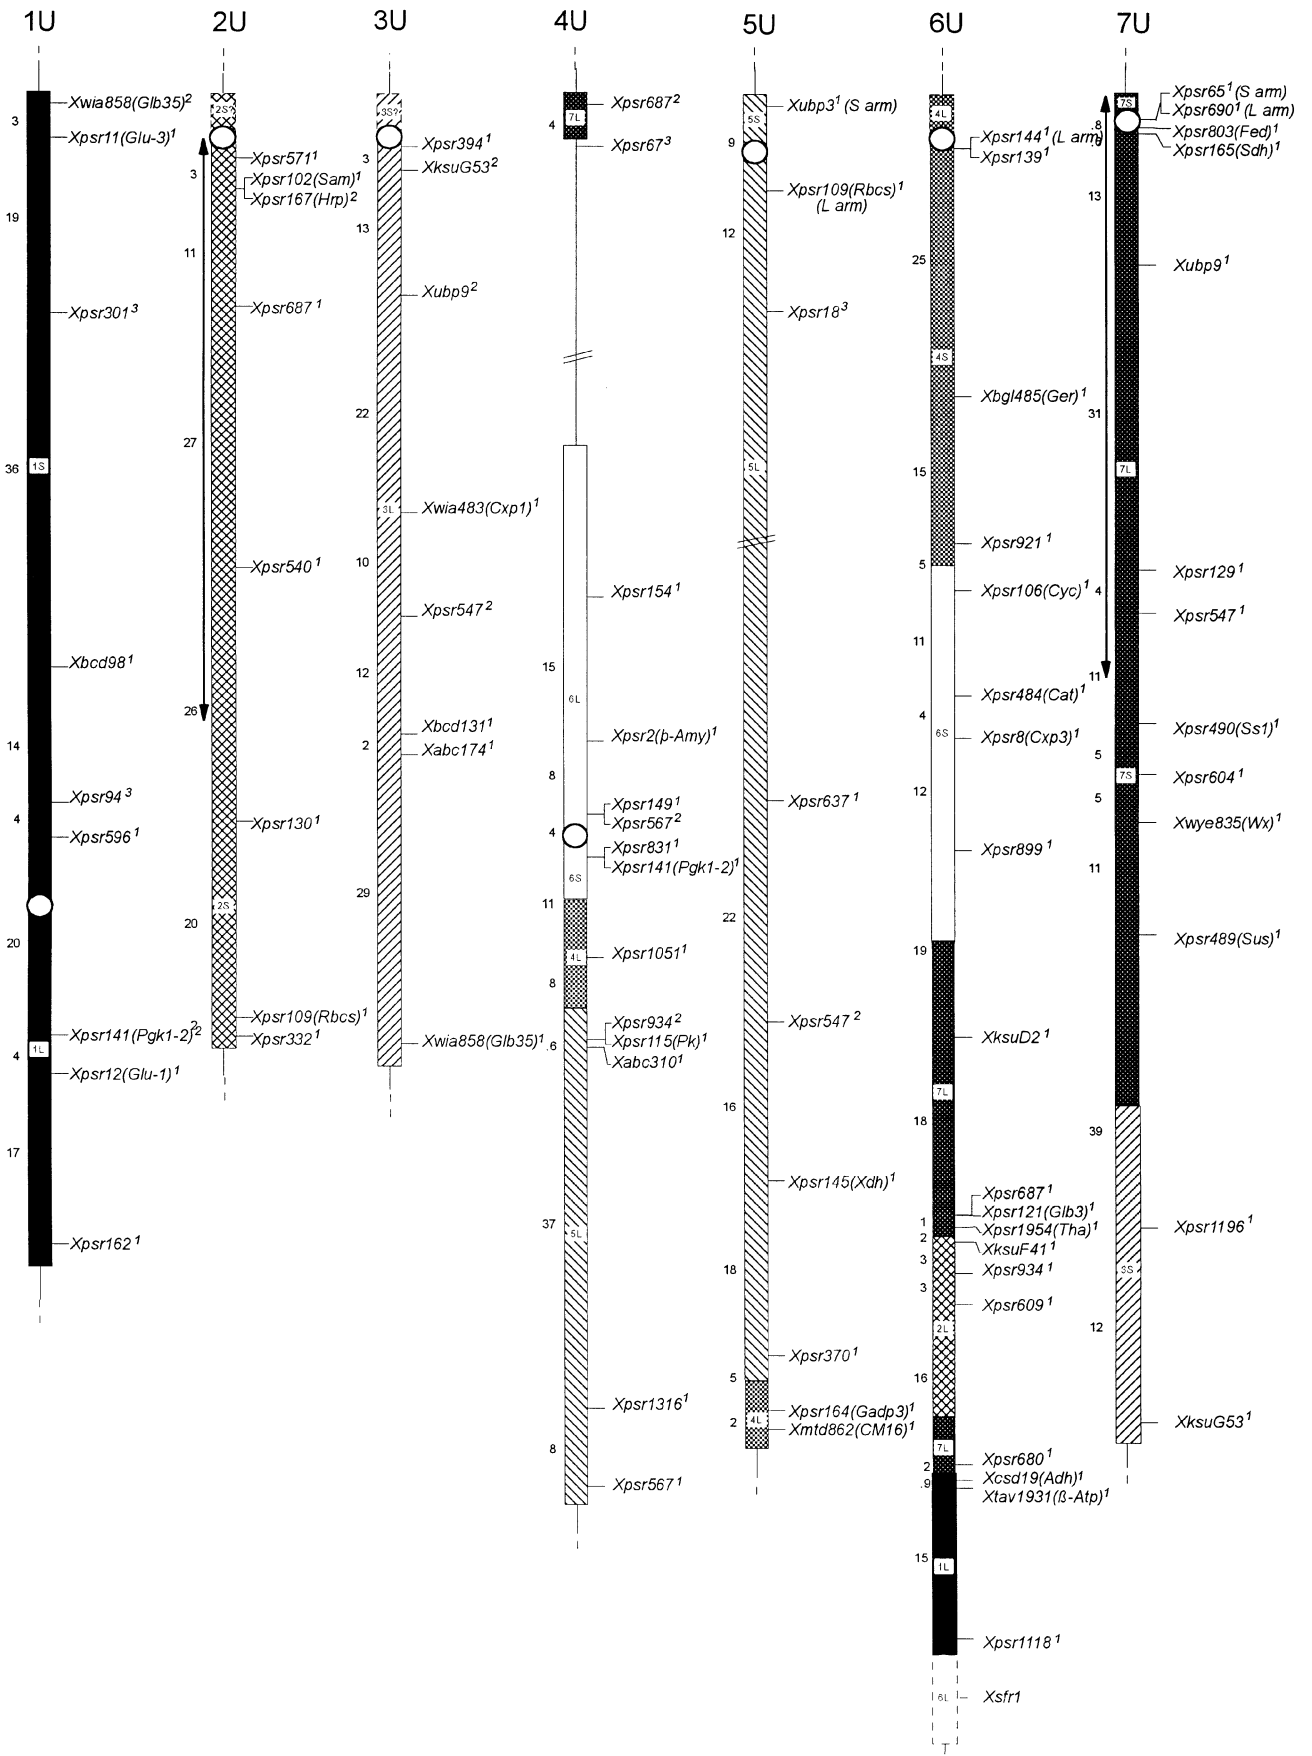 1U 2U 3U 4U 5U 6U 7U
3
19
36
14
4
20
4
17
1S
1L
Xwia858(Glb35)²
Xpsr11(Glu-3)¹
Xpsr301³
Xbcd98¹
Xpsr94³
Xpsr596¹
Xpsr141(Pgk1-2)²
Xpsr12(Glu-1)¹
Xpsr162¹
3
11
27
26
20
2
2S?
2S
Xpsr571¹
Xpsr102(Sam)¹
Xpsr167(Hrp)²
Xpsr687¹
Xpsr540¹
Xpsr130¹
Xpsr109(Rbcs)¹
Xpsr332¹
3
13
22
10
12
2
29
3S?
3L
Xpsr394¹
XksuG53²
Xubp9²
Xwia483(Cxp1)¹
Xpsr547²
Xbcd131¹
Xabc174¹
Xwia858(Glb35)¹
4
15
8
4
11
8
.6
37
8
7L
6L
6S
4L
5L
Xpsr687²
Xpsr67³
Xpsr154¹
Xpsr2(β-Amy)¹
Xpsr149¹
Xpsr567²
Xpsr831¹
Xpsr141(Pgk1-2)¹
Xpsr1051¹
Xpsr934²
Xpsr115(Pk)¹
Xabc310¹
Xpsr1316¹
Xpsr567¹
9
12
22
16
18
5
2
5S
5L
4L
Xubp3¹ (S arm)
Xpsr109(Rbcs)¹
(L arm)
Xpsr18³
Xpsr637¹
Xpsr547²
Xpsr145(Xdh)¹
Xpsr370¹
Xpsr164(Gadp3)¹
Xmtd862(CM16)¹
25
15
5
11
4
12
19
18
1
2
3
3
16
2
.9
15
4L
4S
6S
7L
2L
7L
1L
6L
Xpsr144¹ (L arm)
Xpsr139¹
Xbgl485(Ger)¹
Xpsr921¹
Xpsr106(Cyc)¹
Xpsr484(Cat)¹
Xpsr8(Cxp3)¹
Xpsr899¹
XksuD2¹
Xpsr687¹
Xpsr121(Glb3)¹
Xpsr1954(Tha)¹
XksuF41¹
Xpsr934¹
Xpsr609¹
Xpsr680¹
Xcsd19(Adh)¹
Xtav1931(ß-Atp)¹
Xpsr1118¹
Xsfr1
.8
13
31
4
11
5
5
11
39
12
7S
7L
7S
3S
Xpsr65¹ (S arm)
Xpsr690¹ (L arm)
Xpsr803(Fed)¹
Xpsr165(Sdh)¹
Xubp9¹
Xpsr129¹
Xpsr547¹
Xpsr490(Ss1)¹
Xpsr604¹
Xwye835(Wx)¹
Xpsr489(Sus)¹
Xpsr1196¹
XksuG53¹